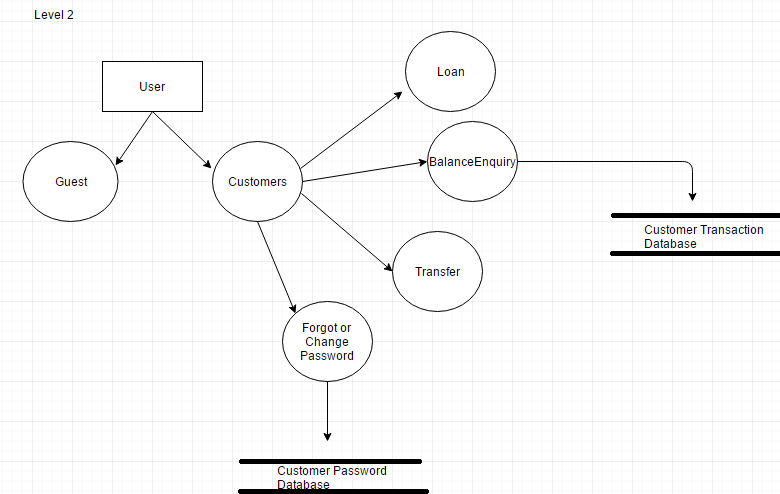 Level 2
User
Loan
BalanceEnquiry
Guest
Customers
Customer Transaction
Database
Transfer
Forgot or
Change
Password
Customer Password
Database